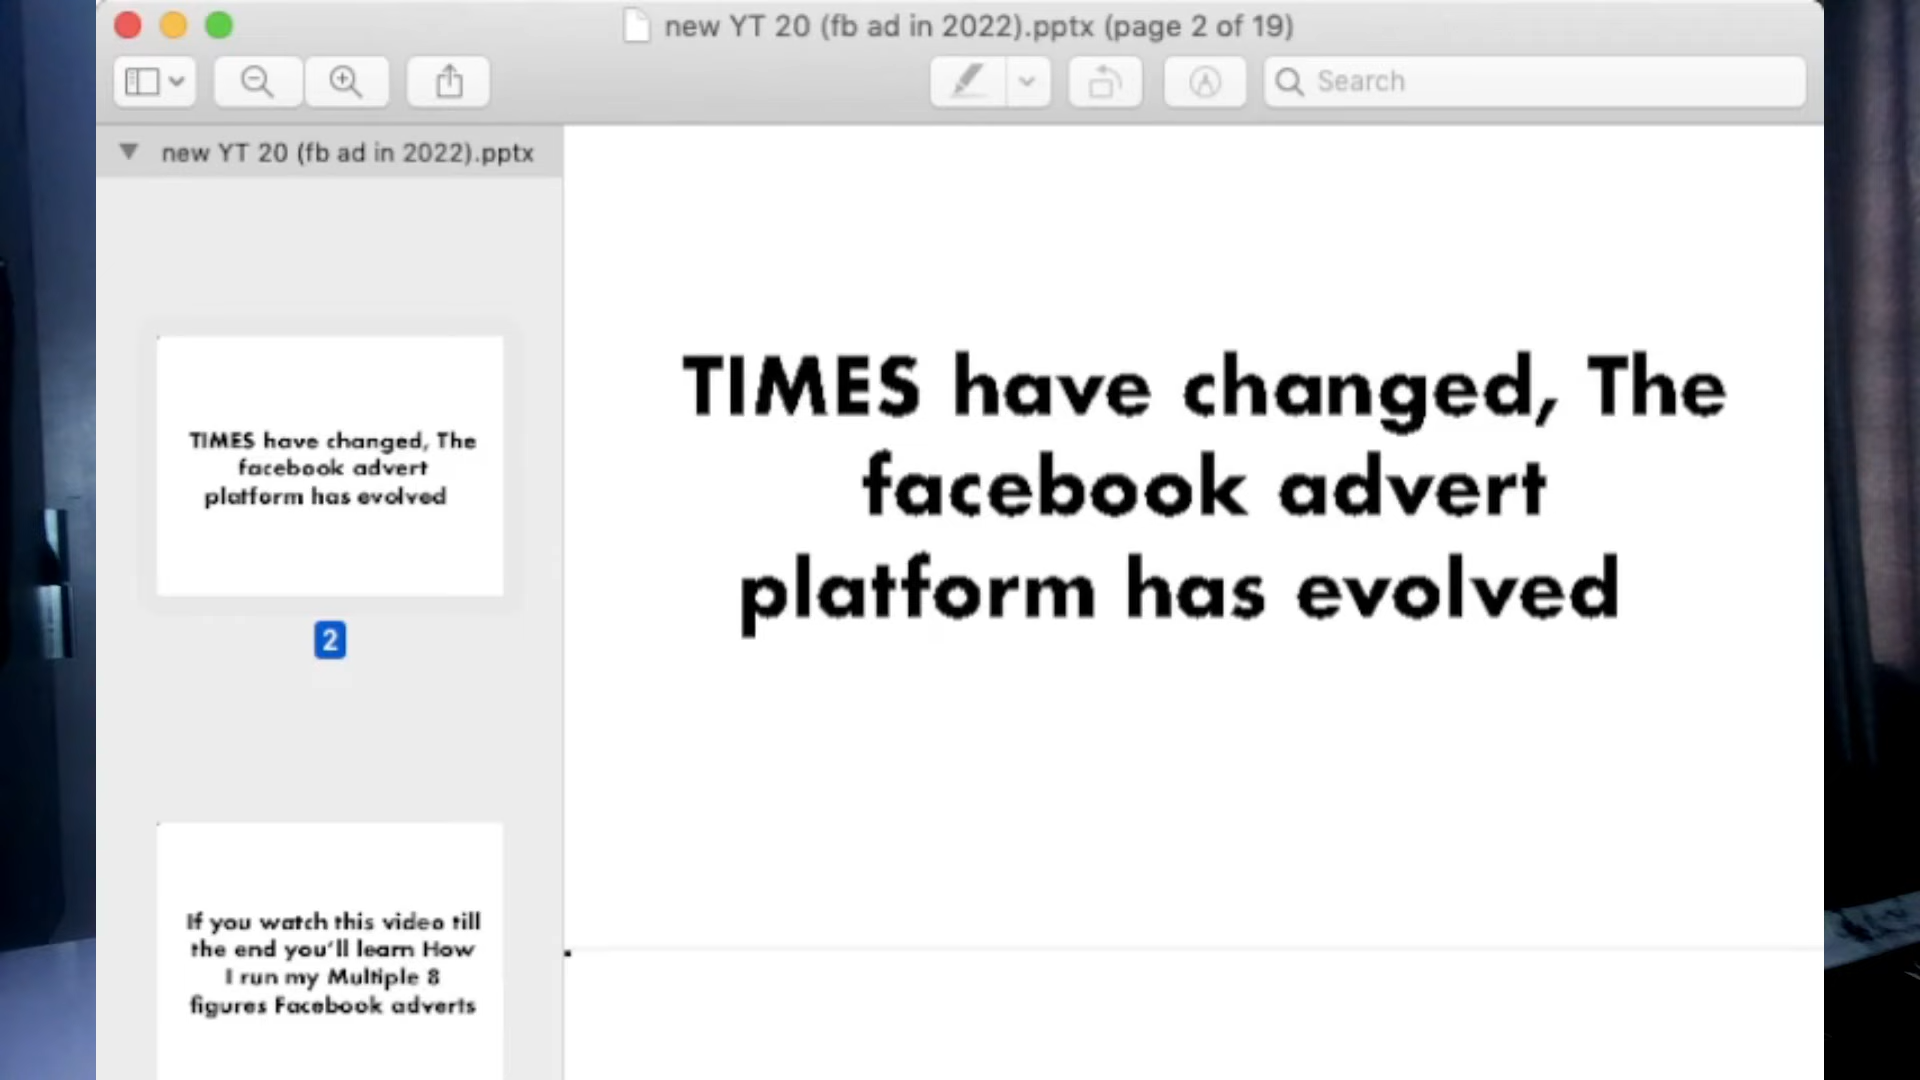 new YT 20 (fb ad in 2022).pptx (page 2 of 19)
Search
new YT 20 (fb ad in 2022).pptx
TIMES have changed, The
facebook advert
platform has evolved
2
If you watch this video till
the end you'll learn How
I run my Multiple 8
figures Facebook adverts
TIMES have changed, The
facebook advert
platform has evolved